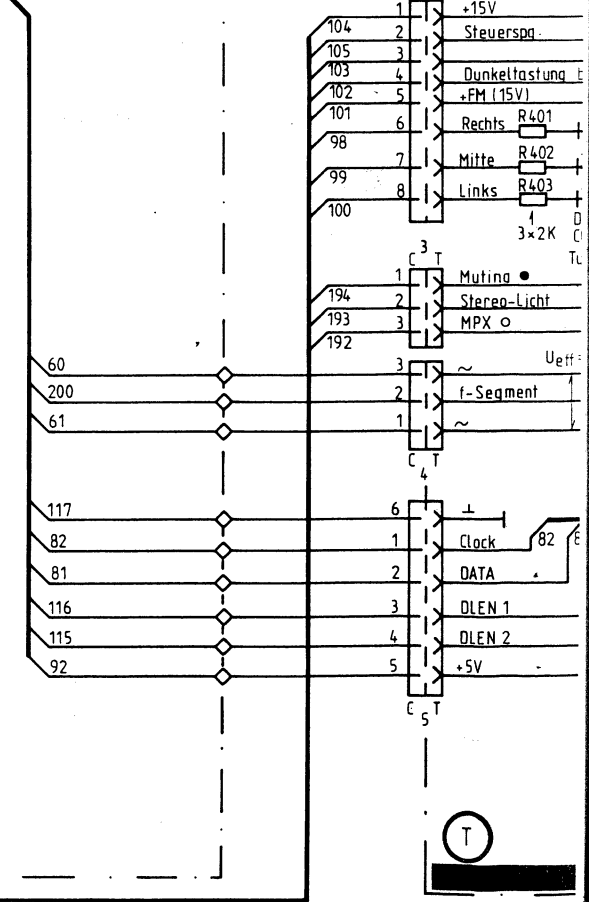 1 +15V
104 2 Steuerspg.
105 3
103 4 Dunkeltastung
102 5 +FM (15V)
101 6 Rechts R401
98
7 Mitte R402
99
8 Links R403
100 1
3×2K
3
C T
1 Muting ●
194 2 Stereo-Licht
193 3 MPX ○
192
60 3 ~ Ueff=
200 2 f-Segment
61 1 ~
C T
4
117 6 ⊥
82 1 Clock 82
81 2 DATA
116 3 DLEN 1
115 4 DLEN 2
92 5 +5V
C T
5
T